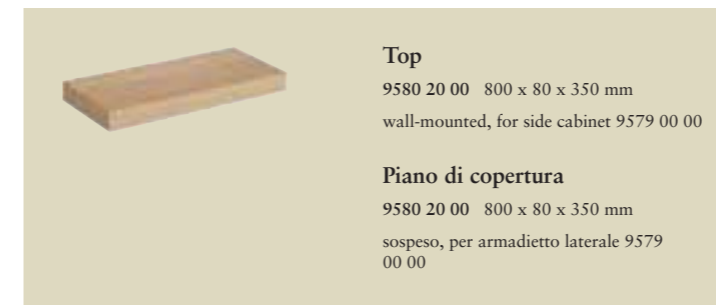 Top
9580 20 00 800 x 80 x 350 mm
wall-mounted, for side cabinet 9579 00 00
Piano di copertura
9580 20 00 800 x 80 x 350 mm
sospeso, per armadietto laterale 9579
00 00